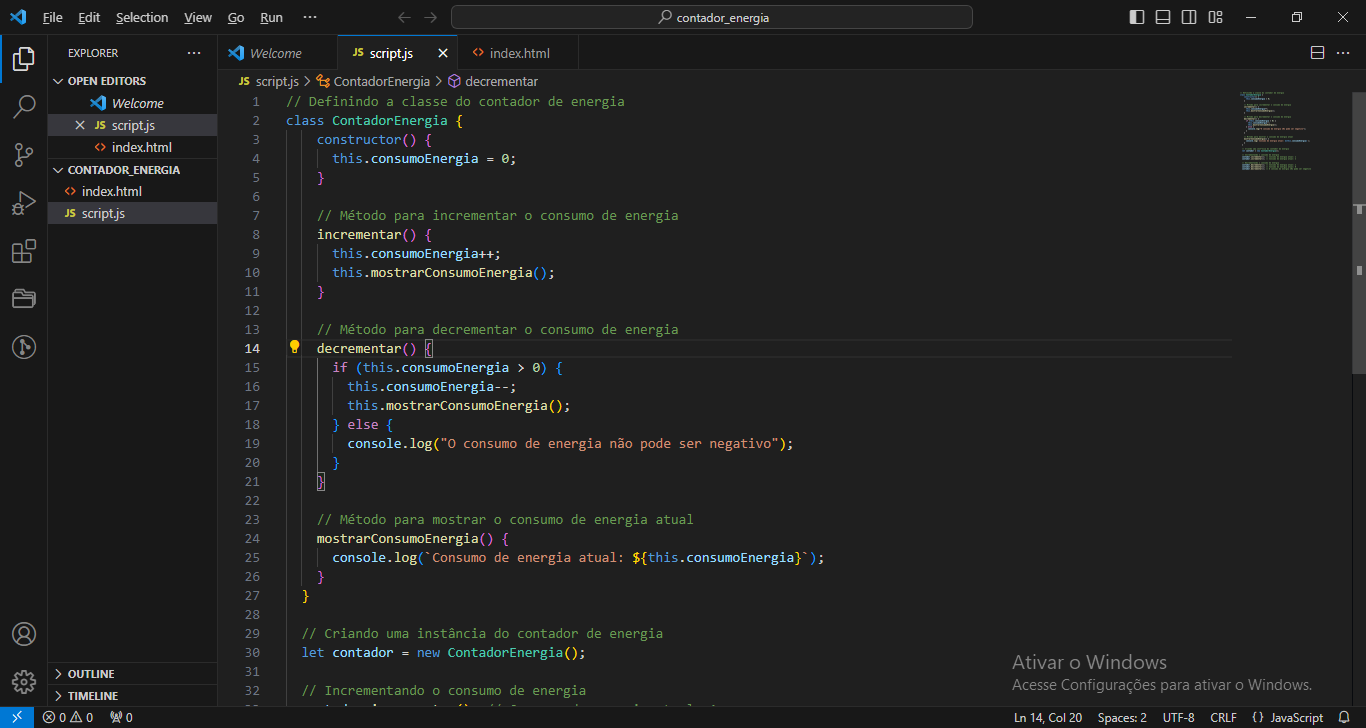 File Edit Selection View Go Run ··· contador_energia
EXPLORER ···
Welcome JS script.js index.html
JS script.js > ContadorEnergia > decrementar
OPEN EDITORS
Welcome
JS script.js
index.html
CONTADOR_ENERGIA
index.html
JS script.js
OUTLINE
TIMELINE
1 // Definindo a classe do contador de energia
2 class ContadorEnergia {
3 constructor() {
4 this.consumoEnergia = 0;
5 }
6
7 // Método para incrementar o consumo de energia
8 incrementar() {
9 this.consumoEnergia++;
10 this.mostrarConsumoEnergia();
11 }
12
13 // Método para decrementar o consumo de energia
14 decrementar() {
15 if (this.consumoEnergia > 0) {
16 this.consumoEnergia--;
17 this.mostrarConsumoEnergia();
18 } else {
19 console.log("O consumo de energia não pode ser negativo");
20 }
21 }
22
23 // Método para mostrar o consumo de energia atual
24 mostrarConsumoEnergia() {
25 console.log(`Consumo de energia atual: ${this.consumoEnergia}`);
26 }
27 }
28
29 // Criando uma instância do contador de energia
30 let contador = new ContadorEnergia();
31
32 // Incrementando o consumo de energia
Ativar o Windows
Acesse Configurações para ativar o Windows.
0 0 0 Ln 14, Col 20 Spaces: 2 UTF-8 CRLF {} JavaScript